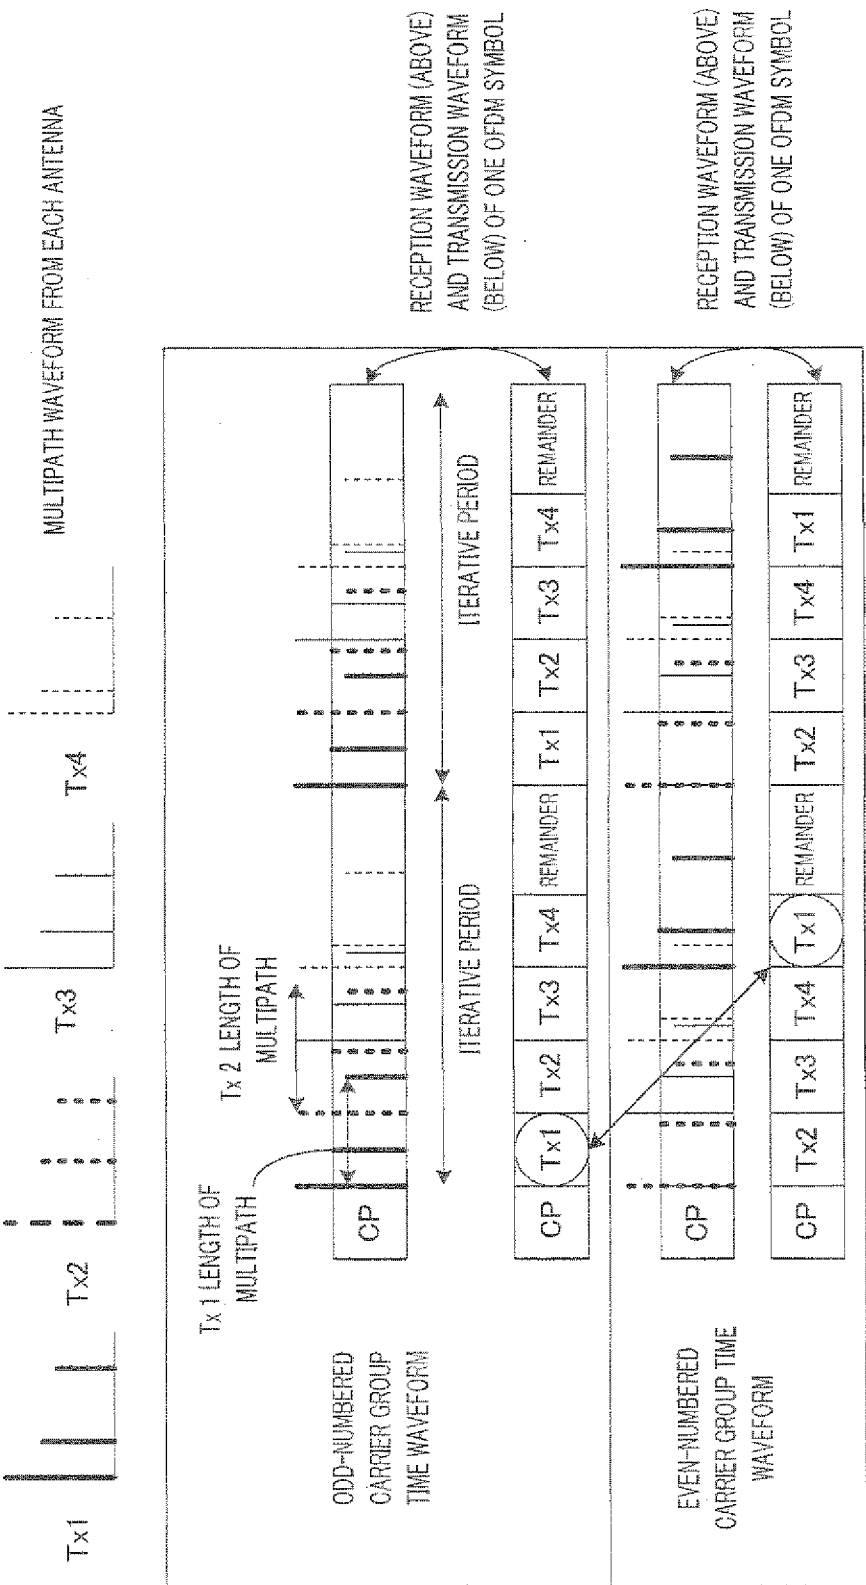 MULTIPATH WAVEFORM FROM EACH ANTENNA
Tx1
Tx2
Tx3
Tx4
Tx 1 LENGTH OF
MULTIPATH
Tx 2 LENGTH OF
MULTIPATH
ODD-NUMBERED
CARRIER GROUP
TIME WAVEFORM
CP
ITERATIVE PERIOD
ITERATIVE PERIOD
CP Tx1 Tx2 Tx3 Tx4 REMAINDER Tx1 Tx2 Tx3 Tx4 REMAINDER
RECEPTION WAVEFORM (ABOVE)
AND TRANSMISSION WAVEFORM
(BELOW) OF ONE OFDM SYMBOL
EVEN-NUMBERED
CARRIER GROUP TIME
WAVEFORM
CP
CP Tx2 Tx3 Tx4 Tx1 REMAINDER Tx2 Tx3 Tx4 Tx1 REMAINDER
RECEPTION WAVEFORM (ABOVE)
AND TRANSMISSION WAVEFORM
(BELOW) OF ONE OFDM SYMBOL